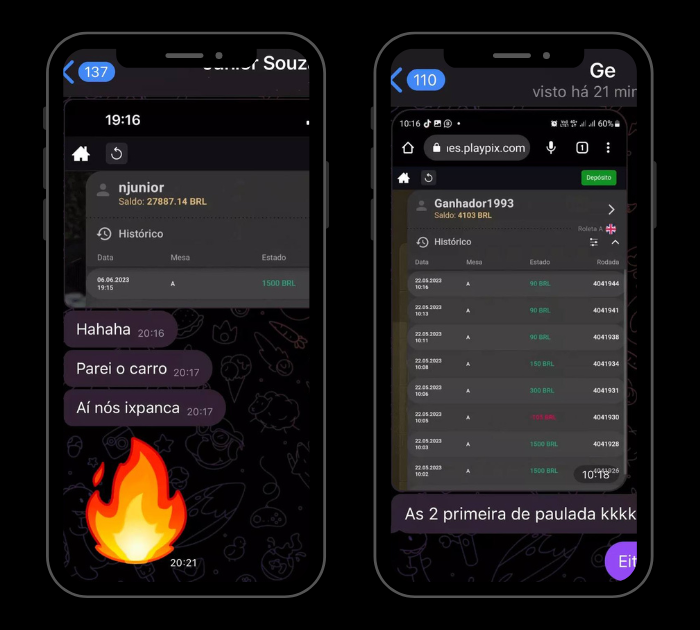 137
nior Souz
19:16
njunior
Saldo: 27887.14 BRL
Histórico
Data Mesa Estado
06.06.2023
19:15
A 1500 BRL
Hahaha 20:16
Parei o carro 20:17
Aí nós ixpanca 20:17
20:21
110
Ge
visto há 21 min
10:16 60%
es.playpix.com 1
Depósito
Ganhador1993
Saldo: 4103 BRL
Roleta A
Histórico
Data Mesa Estado Rodada
22.05.2023
10:16
A 90 BRL 4041944
22.05.2023
10:13
A 90 BRL 4041941
22.05.2023
10:11
A 90 BRL 4041938
22.05.2023
10:08
A 150 BRL 4041934
22.05.2023
10:06
A 300 BRL 4041931
22.05.2023
10:05
A BRL 4041930
22.05.2023
10:03
A 1500 BRL 4041928
22.05.2023
10:02
A 1500 BRL
10:18
As 2 primeira de paulada kkkk
Eit